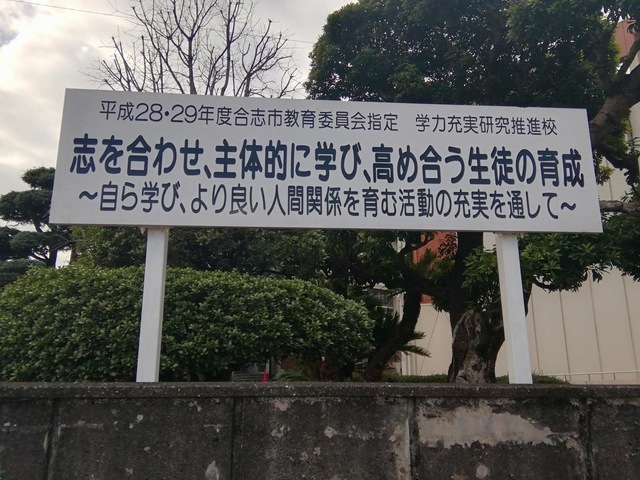 平成28・29年度合志市教育委員会指定　学力充実研究推進校
志を合わせ、主体的に学び、高め合う生徒の育成
～自ら学び、より良い人間関係を育む活動の充実を通して～